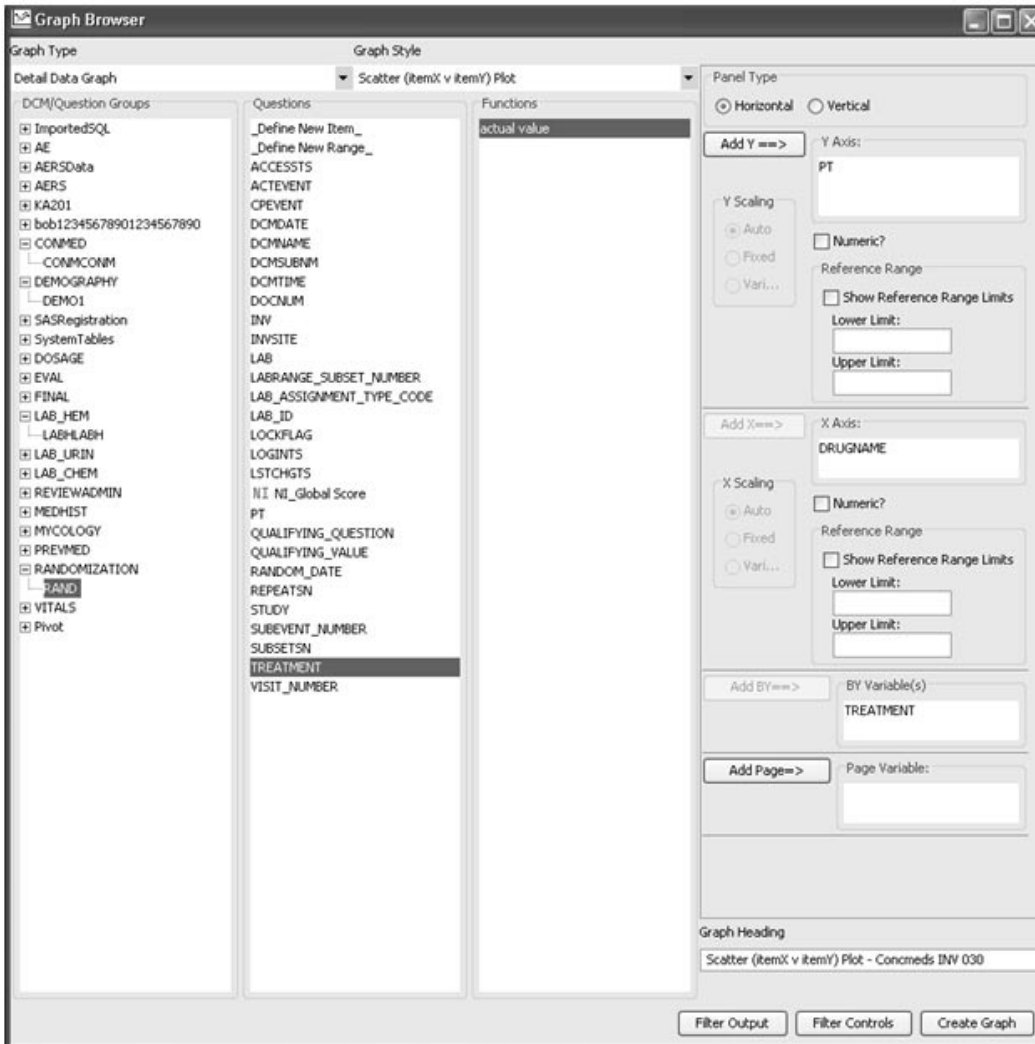 Graph Browser
Graph Type
Graph Style
Detail Data Graph
Scatter (itemX v itemY) Plot
DCM/Question Groups
ImportedSQL
AE
AERSData
AERS
KA201
bob12345678901234567890
CONMED
CONMCONM
DEMOGRAPHY
DEMO1
SASRegistration
SystemTables
DOSAGE
EVAL
FINAL
LAB_HEM
LABHLABH
LAB_URIN
LAB_CHEM
REVIEWADMIN
MEDHIST
MYCOLOGY
PREVMED
RANDOMIZATION
RAND
VITALS
Pivot
Questions
_Define New Item_
_Define New Range_
ACCESSTS
ACTEVENT
CPEVENT
DCMDATE
DCMNAME
DCMSUBNM
DCMTIME
DOCNUM
INV
INVSITE
LAB
LABRANGE_SUBSET_NUMBER
LAB_ASSIGNMENT_TYPE_CODE
LAB_ID
LOCKFLAG
LOGINTS
LSTCHGTS
NI NI_Global Score
PT
QUALIFYING_QUESTION
QUALIFYING_VALUE
RANDOM_DATE
REPEATSN
STUDY
SUBEVENT_NUMBER
SUBSETSN
TREATMENT
VISIT_NUMBER
Functions
actual value
Panel Type
Horizontal Vertical
Add Y ==>
Y Axis:
PT
Y Scaling
Auto
Fixed
Vari...
Numeric?
Reference Range
Show Reference Range Limits
Lower Limit:
Upper Limit:
Add X==>
X Axis:
DRUGNAME
X Scaling
Auto
Fixed
Vari...
Numeric?
Reference Range
Show Reference Range Limits
Lower Limit:
Upper Limit:
Add BY==>
BY Variable(s)
TREATMENT
Add Page=>
Page Variable:
Graph Heading
Scatter (itemX v itemY) Plot - Concmeds INV 030
Filter Output
Filter Controls
Create Graph